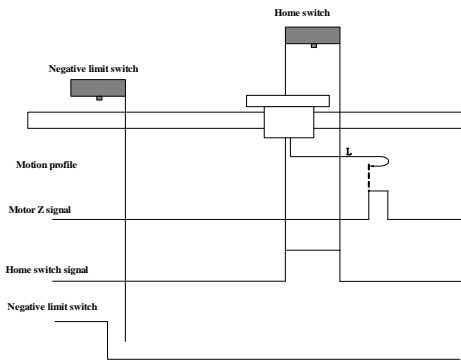 Home switch
Negative limit switch
L
Motion profile
Motor Z signal
Home switch signal
Negative limit switch